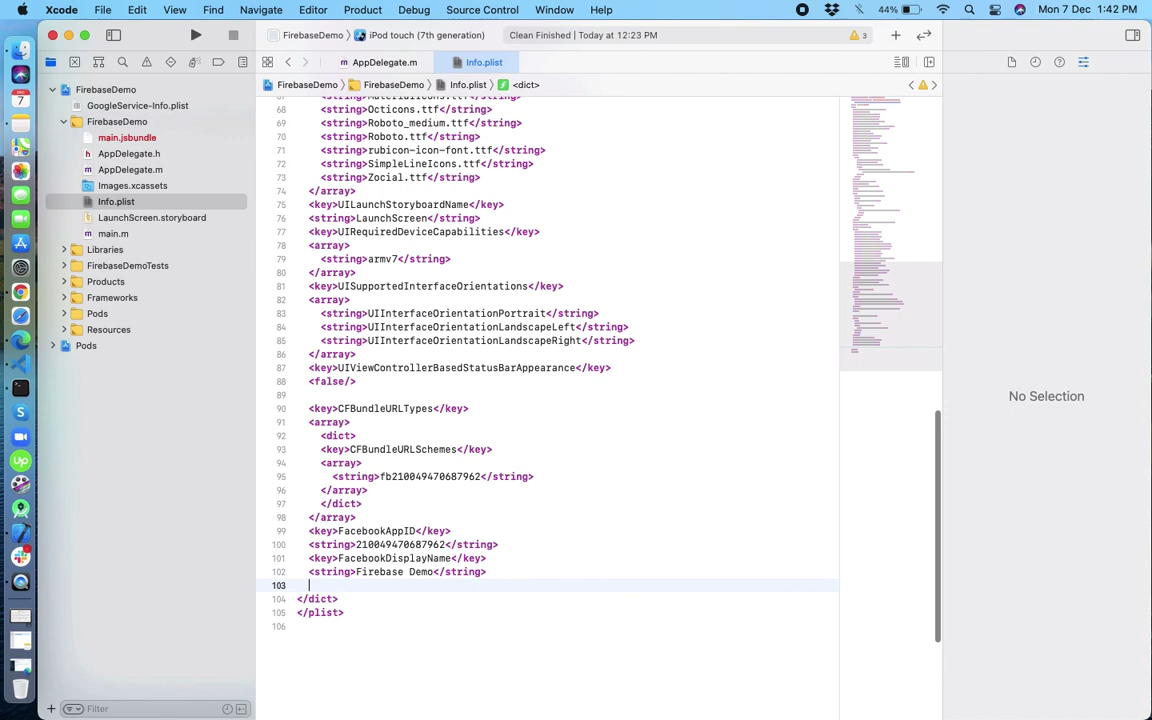 Xcode File Edit View Find Navigate Editor Product Debug Source Control Window Help 44% Mon 7 Dec 1:42 PM
FirebaseDemo iPod touch (7th generation) Clean Finished | Today at 12:23 PM 3
AppDelegate.m Info.plist
FirebaseDemo FirebaseDemo Info.plist <dict>
FirebaseDemo
GoogleService-Info.plist
FirebaseDemo
main.jsbundle
AppDelegate.h
AppDelegate.m
Images.xcassets
Info.plist
LaunchScreen.storyboard
main.m
Libraries
FirebaseDemoTests
Products
Frameworks
Pods
Resources
Pods
Filter
68 <string>Octicons.ttf</string>
69 <string>Roboto_medium.ttf</string>
70 <string>Roboto.ttf</string>
71 <string>rubicon-icon-font.ttf</string>
72 <string>SimpleLineIcons.ttf</string>
73 <string>Zocial.ttf</string>
74 </array>
75 <key>UILaunchStoryboardName</key>
76 <string>LaunchScreen</string>
77 <key>UIRequiredDeviceCapabilities</key>
78 <array>
79 <string>armv7</string>
80 </array>
81 <key>UISupportedInterfaceOrientations</key>
82 <array>
83 <string>UIInterfaceOrientationPortrait</string>
84 <string>UIInterfaceOrientationLandscapeLeft</string>
85 <string>UIInterfaceOrientationLandscapeRight</string>
86 </array>
87 <key>UIViewControllerBasedStatusBarAppearance</key>
88 <false/>
89
90 <key>CFBundleURLTypes</key>
91 <array>
92 <dict>
93 <key>CFBundleURLSchemes</key>
94 <array>
95 <string>fb210049470687962</string>
96 </array>
97 </dict>
98 </array>
99 <key>FacebookAppID</key>
100 <string>210049470687962</string>
101 <key>FacebookDisplayName</key>
102 <string>Firebase Demo</string>
103
104 </dict>
105 </plist>
106
No Selection